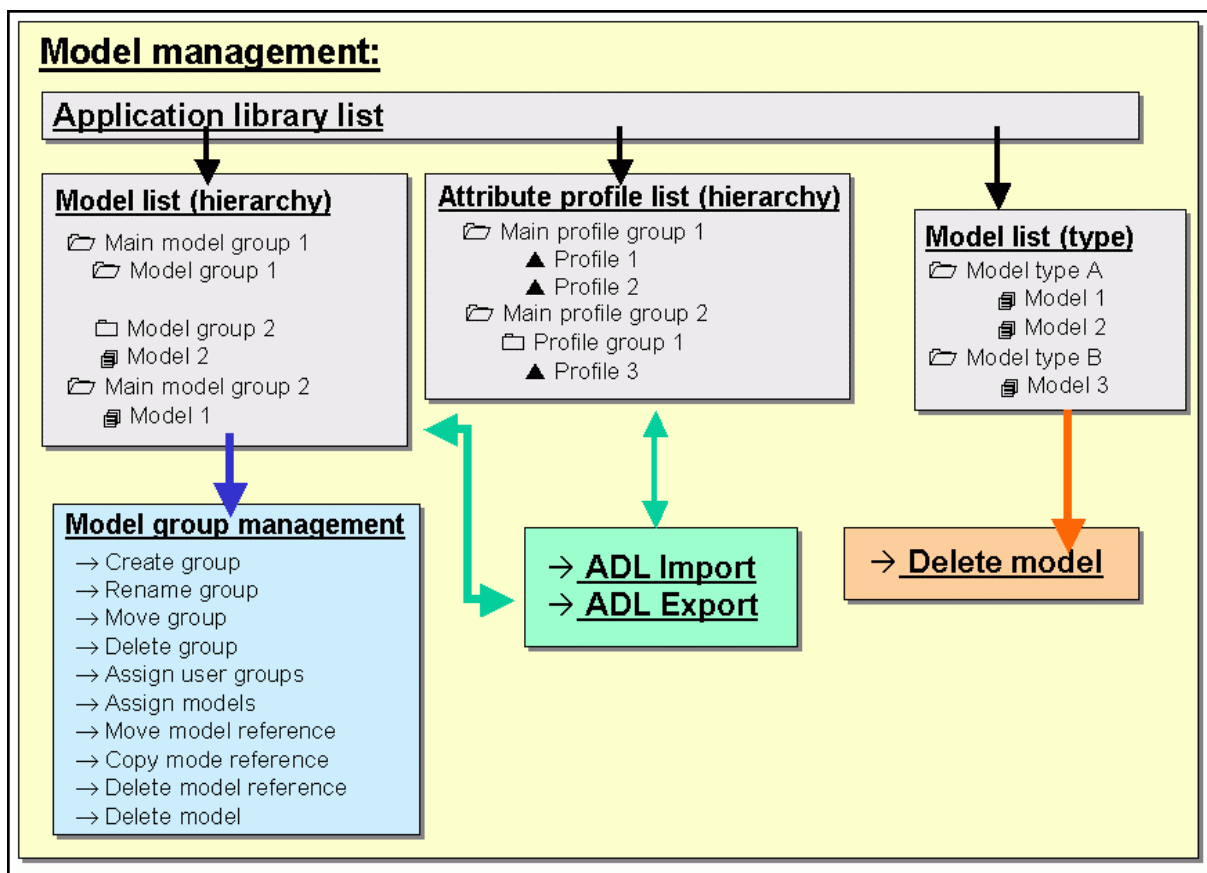 Model management:
Application library list
Model list (hierarchy)
Main model group 1
Model group 1
Model group 2
Model 2
Main model group 2
Model 1
Attribute profile list (hierarchy)
Main profile group 1
Profile 1
Profile 2
Main profile group 2
Profile group 1
Profile 3
Model list (type)
Model type A
Model 1
Model 2
Model type B
Model 3
Model group management
→ Create group
→ Rename group
→ Move group
→ Delete group
→ Assign user groups
→ Assign models
→ Move model reference
→ Copy mode reference
→ Delete model reference
→ Delete model
→ ADL Import
→ ADL Export
→ Delete model